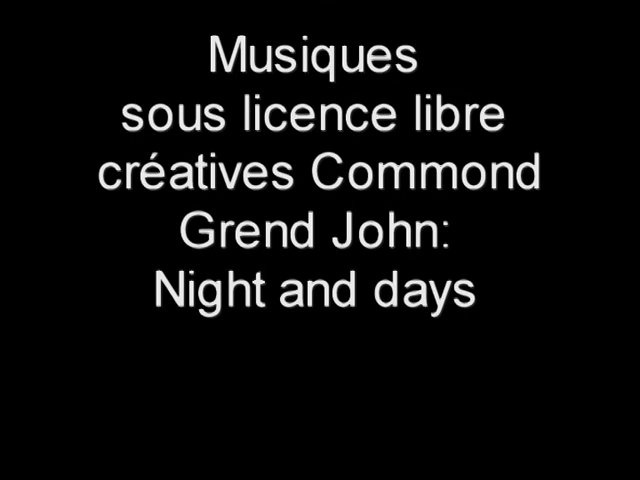 Musiques
sous licence libre
créatives Commond
Grend John:
Night and days